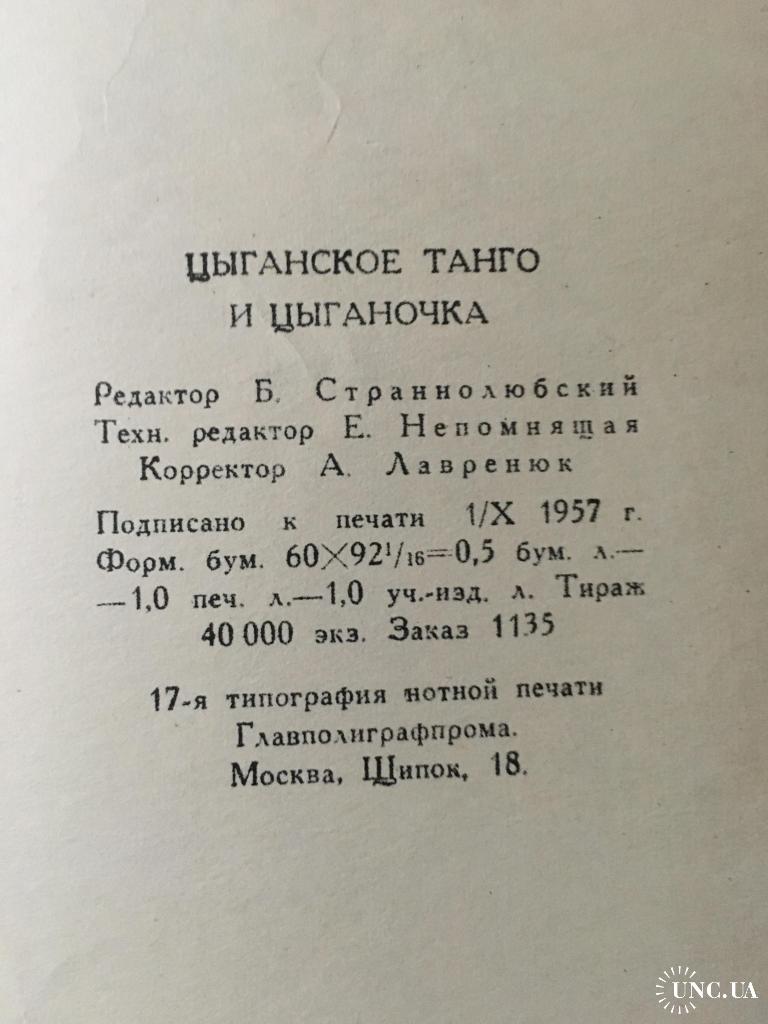 ЦЫГАНСКОЕ ТАНГО
И ЦЫГАНОЧКА
Редактор Б. Страннолюбский
Техн. редактор Е. Непомнящая
Корректор А. Лавренюк
Подписано к печати 1/X 1957 г.
Форм. бум. 60×92¹/₁₆=0,5 бум. л.—
—1,0 печ. л.—1,0 уч.-изд. л. Тираж
40 000 экз. Заказ 1135
17-я типография нотной печати
Главполиграфпрома.
Москва, Щипок, 18.
UNC.UA